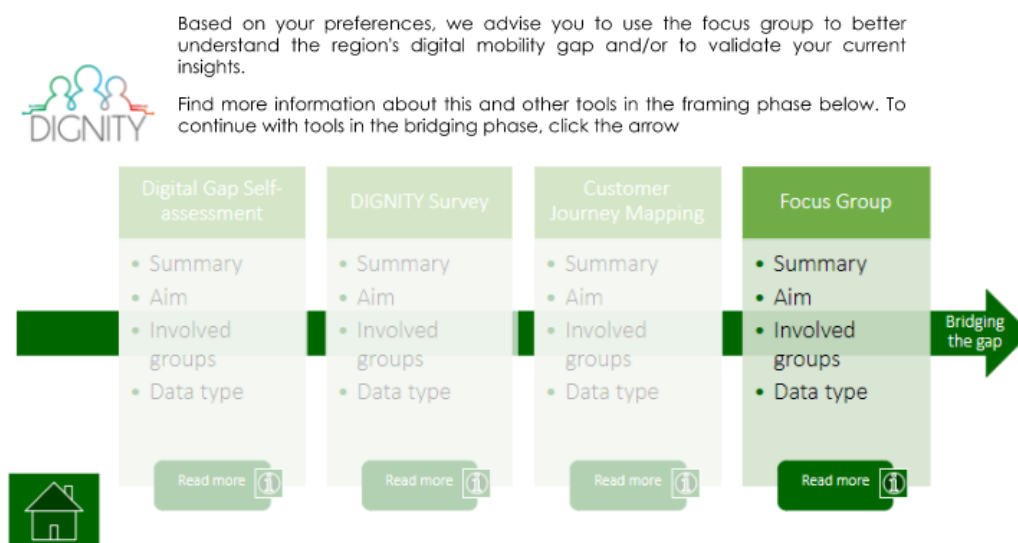 Based on your preferences, we advise you to use the focus group to better
understand the region's digital mobility gap and/or to validate your current
insights.
Find more information about this and other tools in the framing phase below. To
continue with tools in the bridging phase, click the arrow
DIGNITY
Digital Gap Self-
assessment
• Summary
• Aim
• Involved
groups
• Data type
Read more
DIGNITY Survey
• Summary
• Aim
• Involved
groups
• Data type
Read more
Customer
Journey Mapping
• Summary
• Aim
• Involved
groups
• Data type
Read more
Focus Group
• Summary
• Aim
• Involved
groups
• Data type
Read more
Bridging
the gap